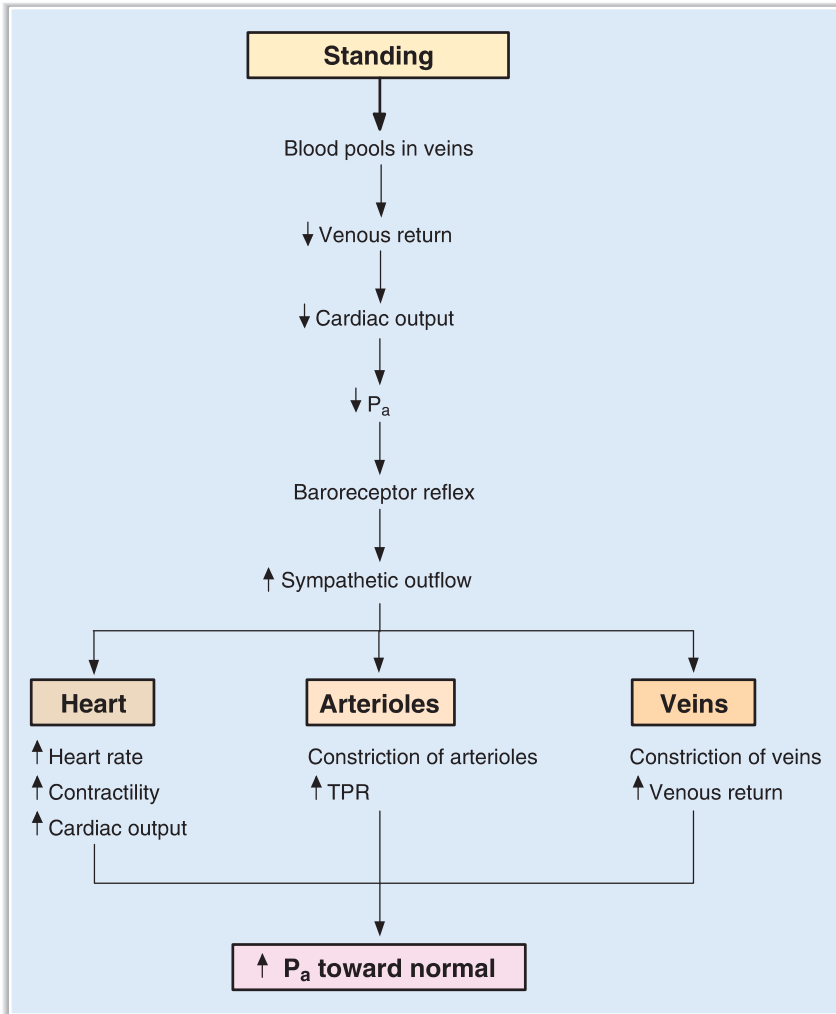 Standing
Blood pools in veins
↓ Venous return
↓ Cardiac output
↓ Pa
Baroreceptor reflex
↑ Sympathetic outflow
Heart
↑ Heart rate
↑ Contractility
↑ Cardiac output
Arterioles
Constriction of arterioles
↑ TPR
Veins
Constriction of veins
↑ Venous return
↑ Pa toward normal